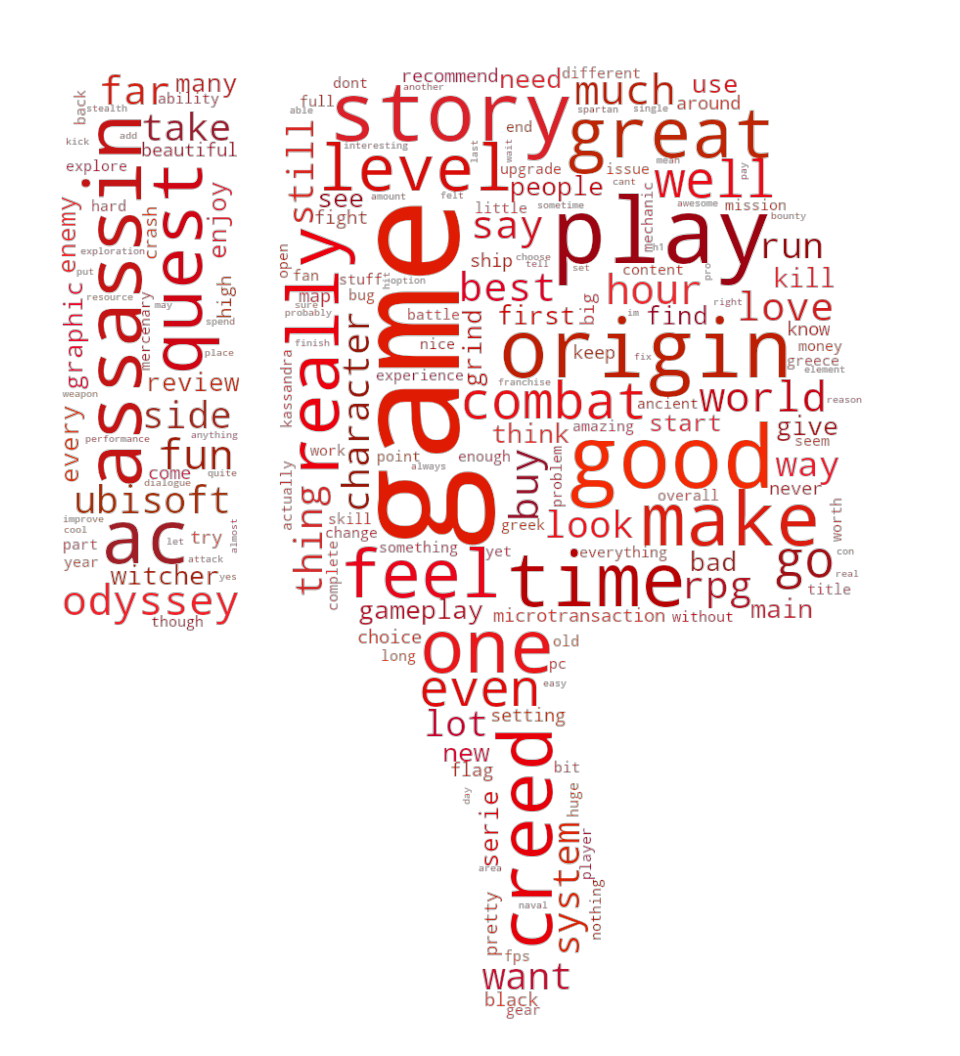 far
many
back
stealth
ability
kick
add
take
beautiful
explore
assassin
quest
hard
enjoy
crash
enemy
exploration
put
high
resource
may
mercenary
spend
graphic
place
review
weapon
every
side
performance
anything
fun
come
quite
dialogue
ubisoft
improve
cool
ac
almost
part
let
try
year
attack
witcher
yes
odyssey
though
dont
recommend
another
need
different
full
able
story
much
use
around
spartan
single
great
end
last
wait
interesting
still
level
upgrade
issue
mean
cant
pay
well
people
awesome
see
amount
felt
fight
little
sometime
mechanic
mission
bounty
say
play
run
open
really
game
ship
choose
tell
set
content
pro
h1
fan
stuff
hit
option
map
bug
best
hour
kill
sure
probably
right
love
battle
grind
first
big
im
find
know
character
nice
origin
keep
fix
money
finish
greece
element
experience
franchise
kassandra
combat
ancient
world
reason
think
amazing
start
give
seem
work
point
always
enough
buy
problem
good
way
actually
thing
overall
never
skill
change
greek
look
make
worth
con
something
yet
everything
go
real
complete
feel
time
bad
rpg
title
gameplay
microtransaction
without
main
choice
one
old
long
pc
even
easy
lot
setting
new
flag
creed
bit
day
serie
huge
system
player
area
pretty
naval
nothing
fps
want
black
gear